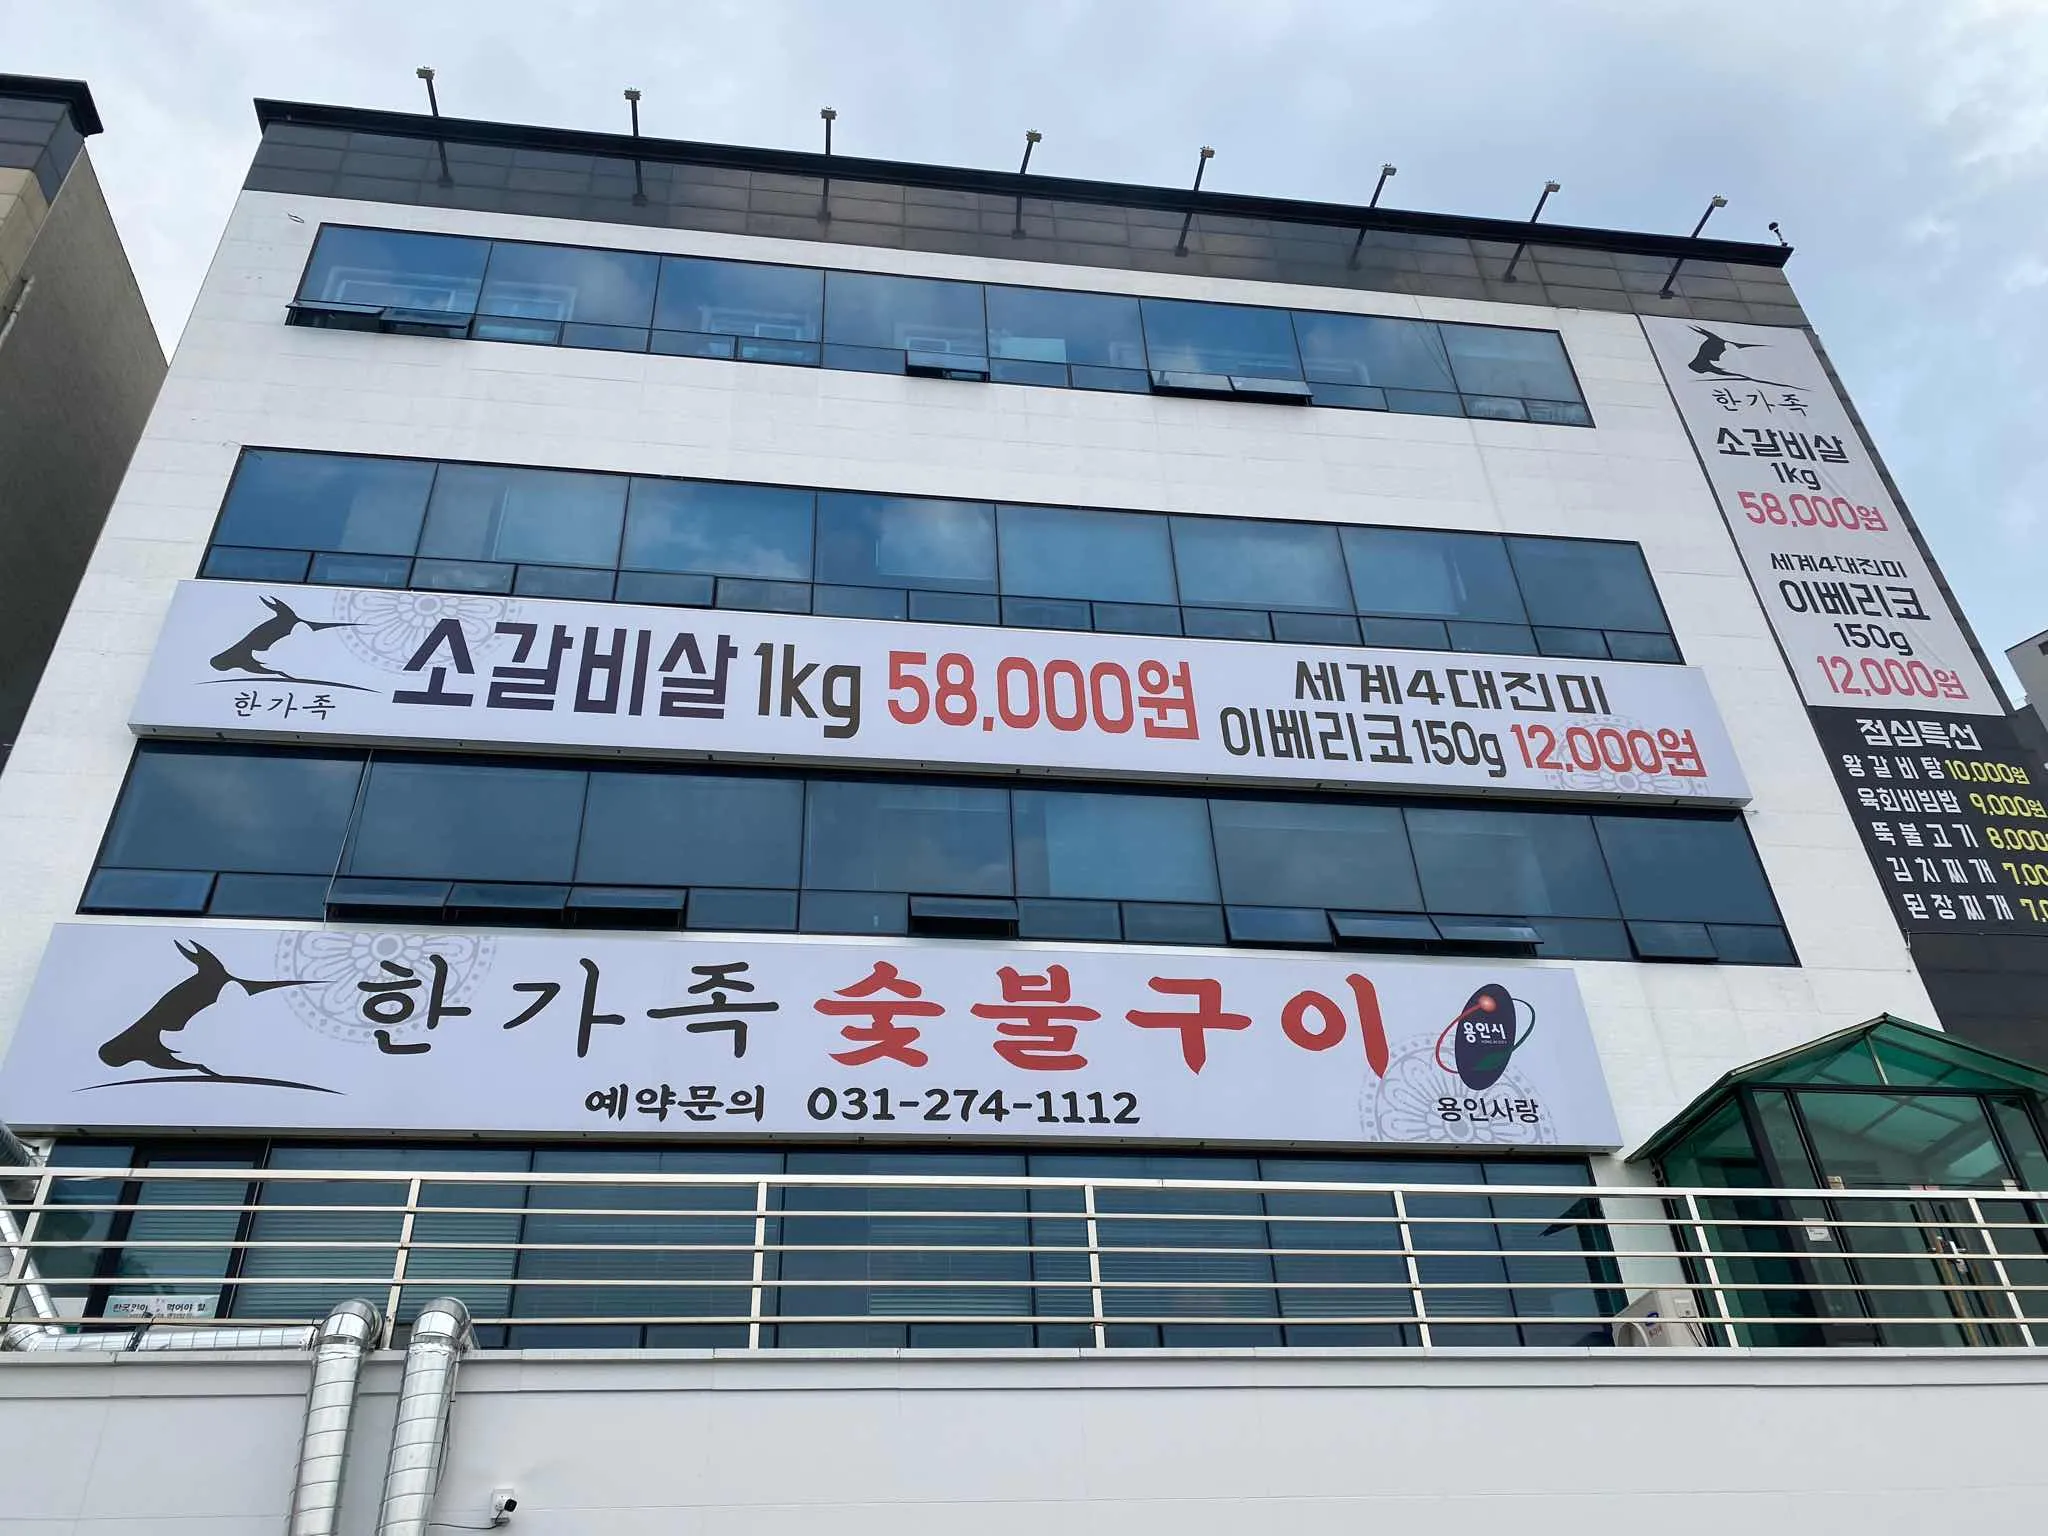 한가족
소갈비살 1kg 58,000원
세계4대진미
이베리코 150g 12,000원
한가족 숯불구이
예약문의 031-274-1112
용인시
용인사랑
한가족
소갈비살
1kg
58,000원
세계4대진미
이베리코
150g
12,000원
점심특선
왕갈비탕 10,000원
육회비빔밥 9,000원
뚝불고기 8,000
김치찌개 7,00
된장찌개 7,